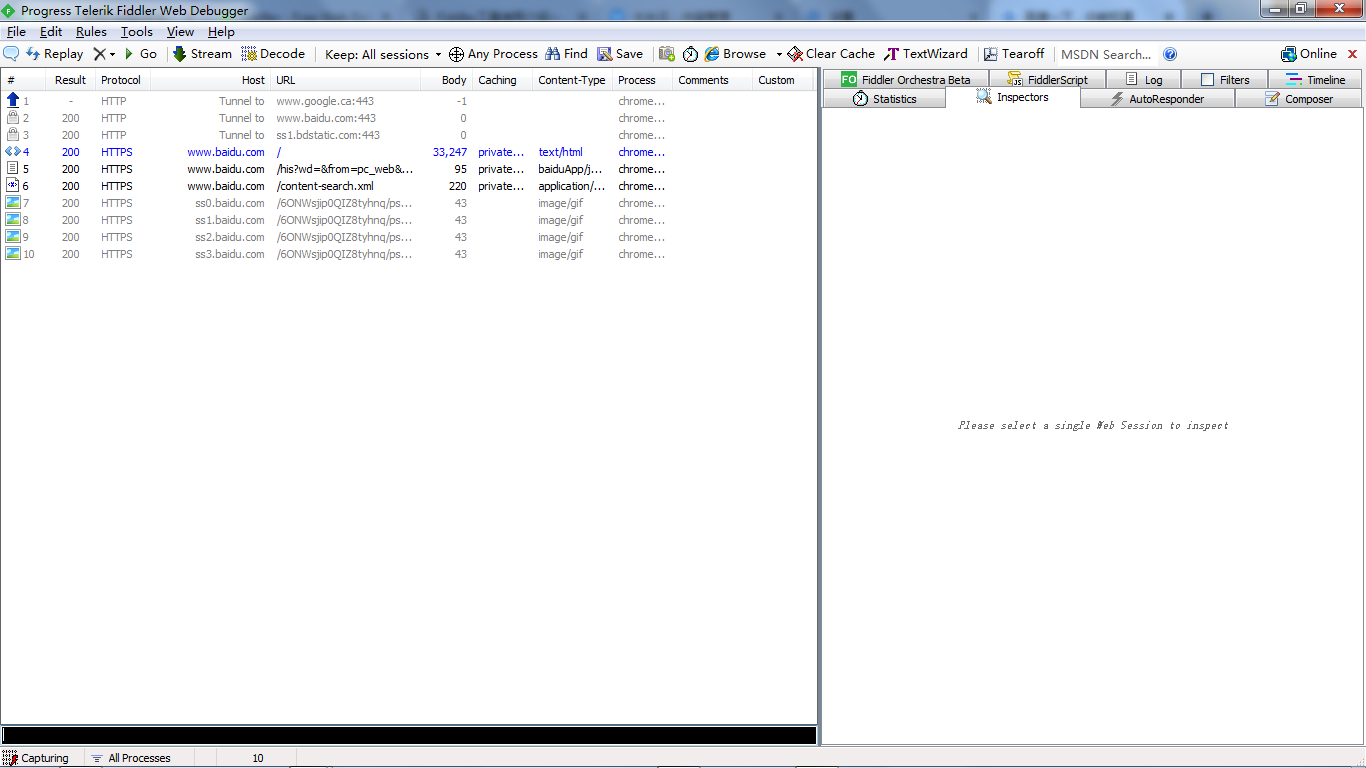 Progress Telerik Fiddler Web Debugger
File Edit Rules Tools View Help
Replay Go Stream Decode Keep: All sessions Any Process Find Save Browse Clear Cache TextWizard Tearoff MSDN Search... Online
# Result Protocol Host URL Body Caching Content-Type Process Comments Custom
1 - HTTP Tunnel to www.google.ca:443 -1 chrome...
2 200 HTTP Tunnel to www.baidu.com:443 0 chrome...
3 200 HTTP Tunnel to ss1.bdstatic.com:443 0 chrome...
4 200 HTTPS www.baidu.com / 33,247 private... text/html chrome...
5 200 HTTPS www.baidu.com /his?wd=&from=pc_web&... 95 private... baiduApp/j... chrome...
6 200 HTTPS www.baidu.com /content-search.xml 220 private... application/... chrome...
7 200 HTTPS ss0.baidu.com /6ONWsjip0QIZ8tyhnq/ps... 43 image/gif chrome...
8 200 HTTPS ss1.baidu.com /6ONWsjip0QIZ8tyhnq/ps... 43 image/gif chrome...
9 200 HTTPS ss2.baidu.com /6ONWsjip0QIZ8tyhnq/ps... 43 image/gif chrome...
10 200 HTTPS ss3.baidu.com /6ONWsjip0QIZ8tyhnq/ps... 43 image/gif chrome...
FO Fiddler Orchestra Beta FiddlerScript Log Filters Timeline
Statistics Inspectors AutoResponder Composer
Please select a single Web Session to inspect
Capturing All Processes 10